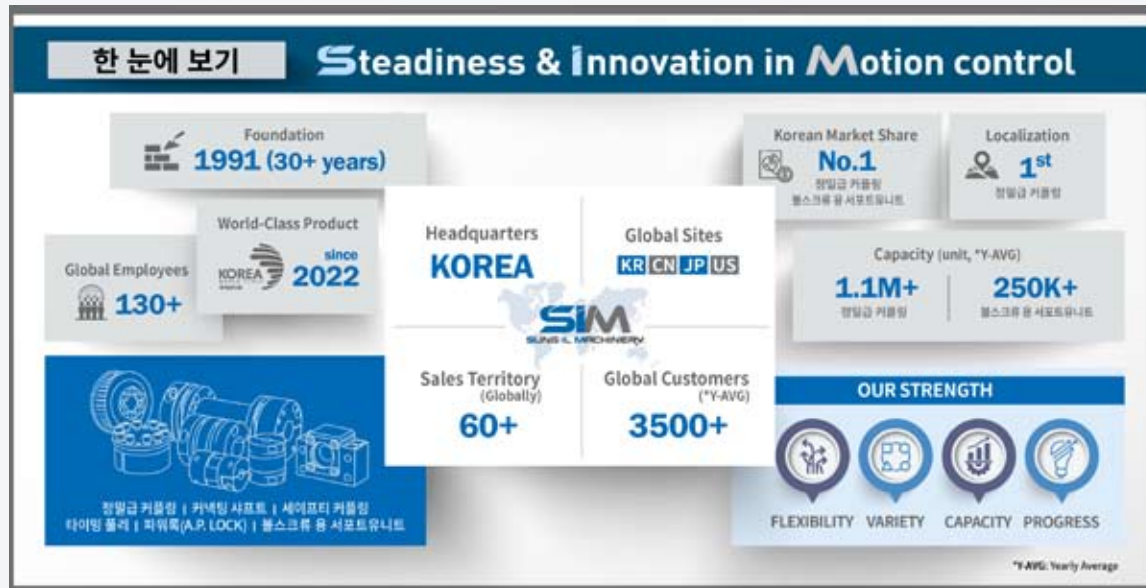 한 눈에 보기
Steadiness & Innovation in Motion control
Foundation
1991 (30+ years)
World-Class Product
KOREA
since
2022
Global Employees
130+
Headquarters
KOREA
Global Sites
KR CN JP US
SIM
SUNG IL MACHINERY
Sales Territory
(Globally)
60+
Global Customers
(*Y-AVG)
3500+
Korean Market Share
No.1
정밀급 커플링
볼스크류 용 서포트유니트
Localization
1st
정밀급 커플링
Capacity (unit, *Y-AVG)
1.1M+
정밀급 커플링
250K+
볼스크류 용 서포트유니트
정밀급 커플링 | 커넥팅 샤프트 | 세이프티 커플링
타이밍 풀리 | 파워록(A.P. LOCK) | 볼스크류 용 서포트유니트
OUR STRENGTH
FLEXIBILITY
VARIETY
CAPACITY
PROGRESS
*Y-AVG: Yearly Average